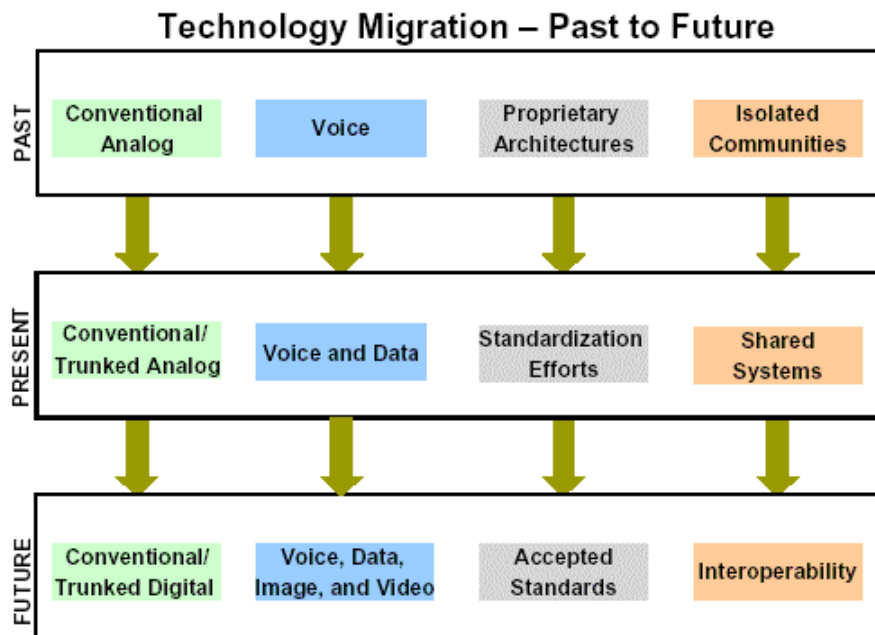 Technology Migration – Past to Future
PAST
Conventional
Analog
Voice
Proprietary
Architectures
Isolated
Communities
PRESENT
Conventional/
Trunked Analog
Voice and Data
Standardization
Efforts
Shared
Systems
FUTURE
Conventional/
Trunked Digital
Voice, Data,
Image, and Video
Accepted
Standards
Interoperability